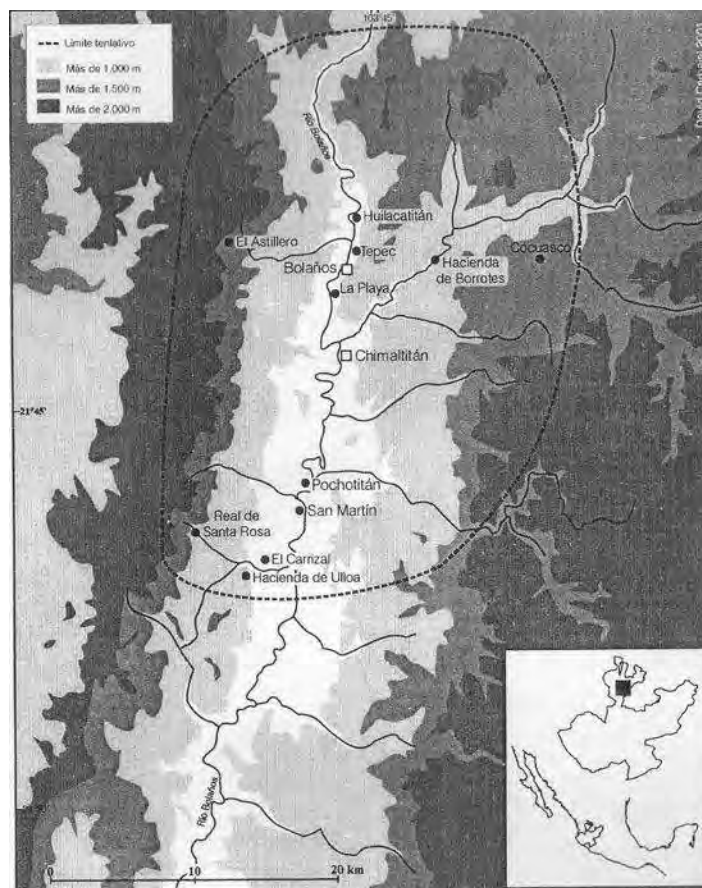 103°45'
Límite tentativo
Más de 1,000 m
Más de 1,500 m
Más de 2,000 m
Río Bolaños
Huilacatitán
El Astillero
Tepec
Cocuasco
Bolaños
Hacienda
de Borrotes
La Playa
Chimaltitán
21°45'
Pochotitán
San Martín
Real de
Santa Rosa
El Carrizal
Hacienda de Ulloa
Río Bolaños
0
10
20 km